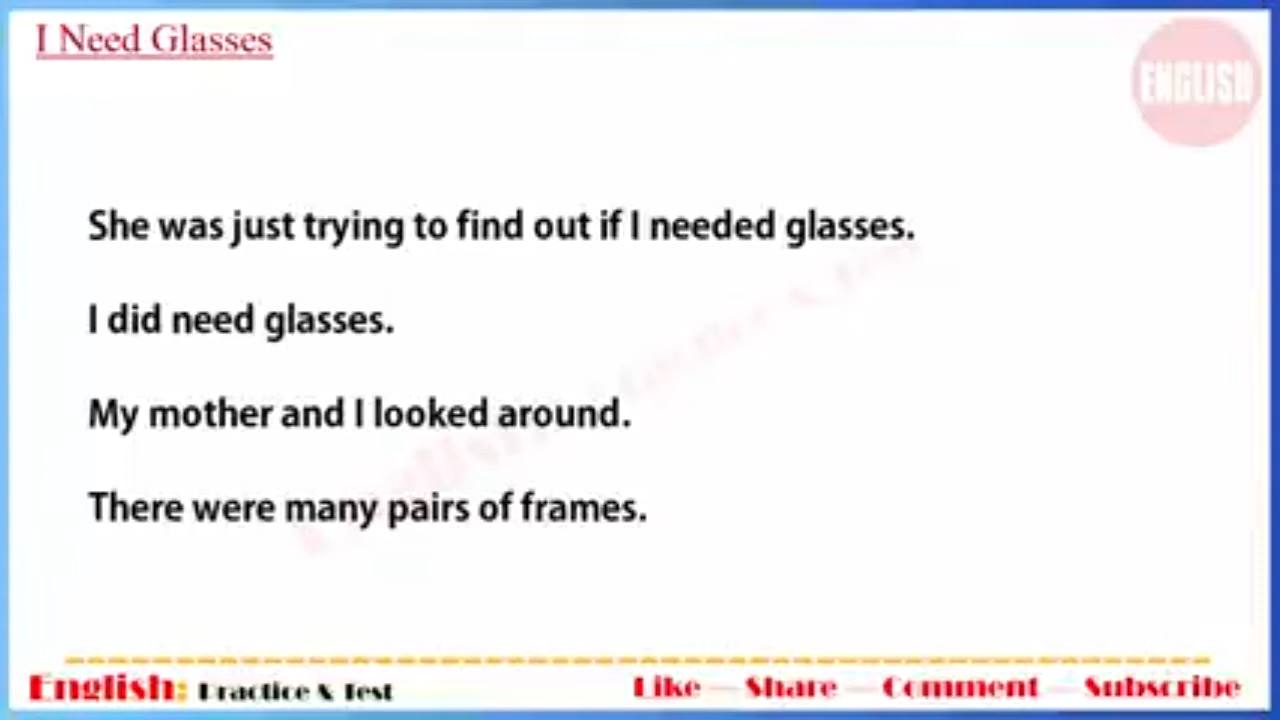 I Need Glasses
ENGLISH
She was just trying to find out if I needed glasses.
I did need glasses.
My mother and I looked around.
There were many pairs of frames.
English: Practice & Test
Like — Share — Comment — Subscribe